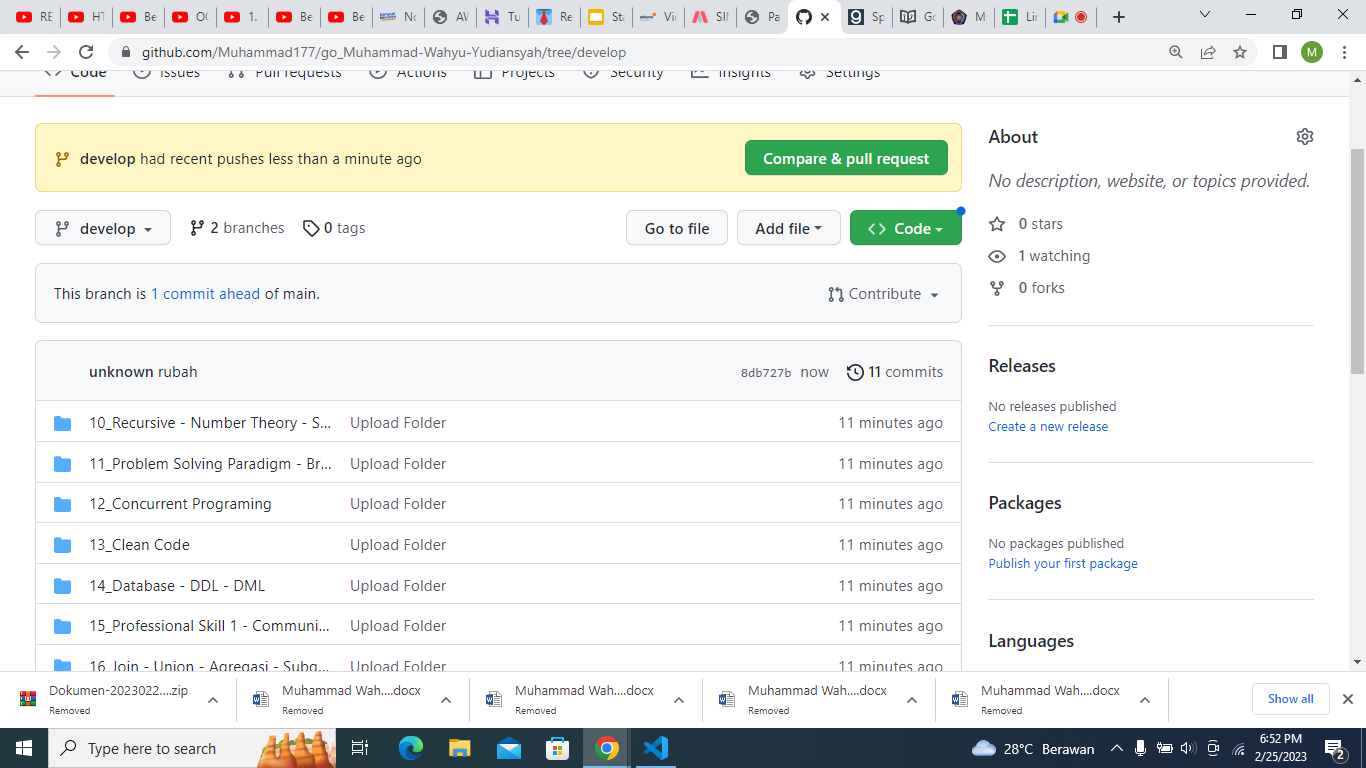 RE
HT
Be
OC
1.
Be
Be
No
AV
Tu
Re
Sta
Vi
SII
Pa
Sp
Go
M
Lin
github.com/Muhammad177/go_Muhammad-Wahyu-Yudiansyah/tree/develop
M
Code
Issues
Pull requests
Actions
Projects
Security
Insights
Settings
develop had recent pushes less than a minute ago
Compare & pull request
develop
2 branches
0 tags
Go to file
Add file
Code
This branch is 1 commit ahead of main.
Contribute
unknown rubah
8db727b now
11 commits
10_Recursive - Number Theory - S... Upload Folder 11 minutes ago
11_Problem Solving Paradigm - Br... Upload Folder 11 minutes ago
12_Concurrent Programing Upload Folder 11 minutes ago
13_Clean Code Upload Folder 11 minutes ago
14_Database - DDL - DML Upload Folder 11 minutes ago
15_Professional Skill 1 - Communi... Upload Folder 11 minutes ago
16_Join - Union - Agregasi - Subq... Upload Folder 11 minutes ago
About
No description, website, or topics provided.
0 stars
1 watching
0 forks
Releases
No releases published
Create a new release
Packages
No packages published
Publish your first package
Languages
Dokumen-2023022....zip
Removed
Muhammad Wah....docx
Removed
Muhammad Wah....docx
Removed
Muhammad Wah....docx
Removed
Muhammad Wah....docx
Removed
Show all
Type here to search
28°C Berawan
6:52 PM
2/25/2023
2